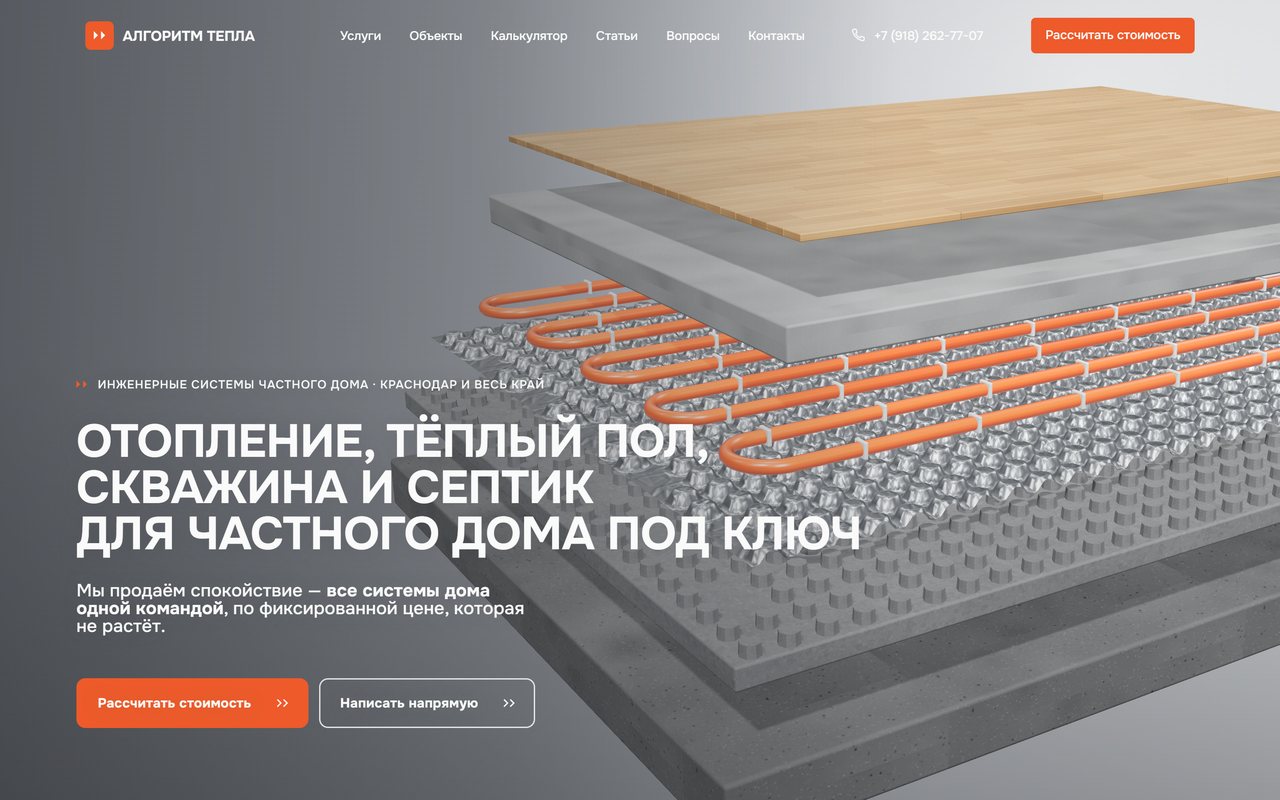 АЛГОРИТМ ТЕПЛА
Услуги
Объекты
Калькулятор
Статьи
Вопросы
Контакты
+7 (918) 262-77-07
Рассчитать стоимость
ИНЖЕНЕРНЫЕ СИСТЕМЫ ЧАСТНОГО ДОМА · КРАСНОДАР И ВЕСЬ КРАЙ
ОТОПЛЕНИЕ, ТЁПЛЫЙ ПОЛ,
СКВАЖИНА И СЕПТИК
ДЛЯ ЧАСТНОГО ДОМА ПОД КЛЮЧ
Мы продаём спокойствие — все системы дома
одной командой, по фиксированной цене, которая
не растёт.
Рассчитать стоимость
Написать напрямую